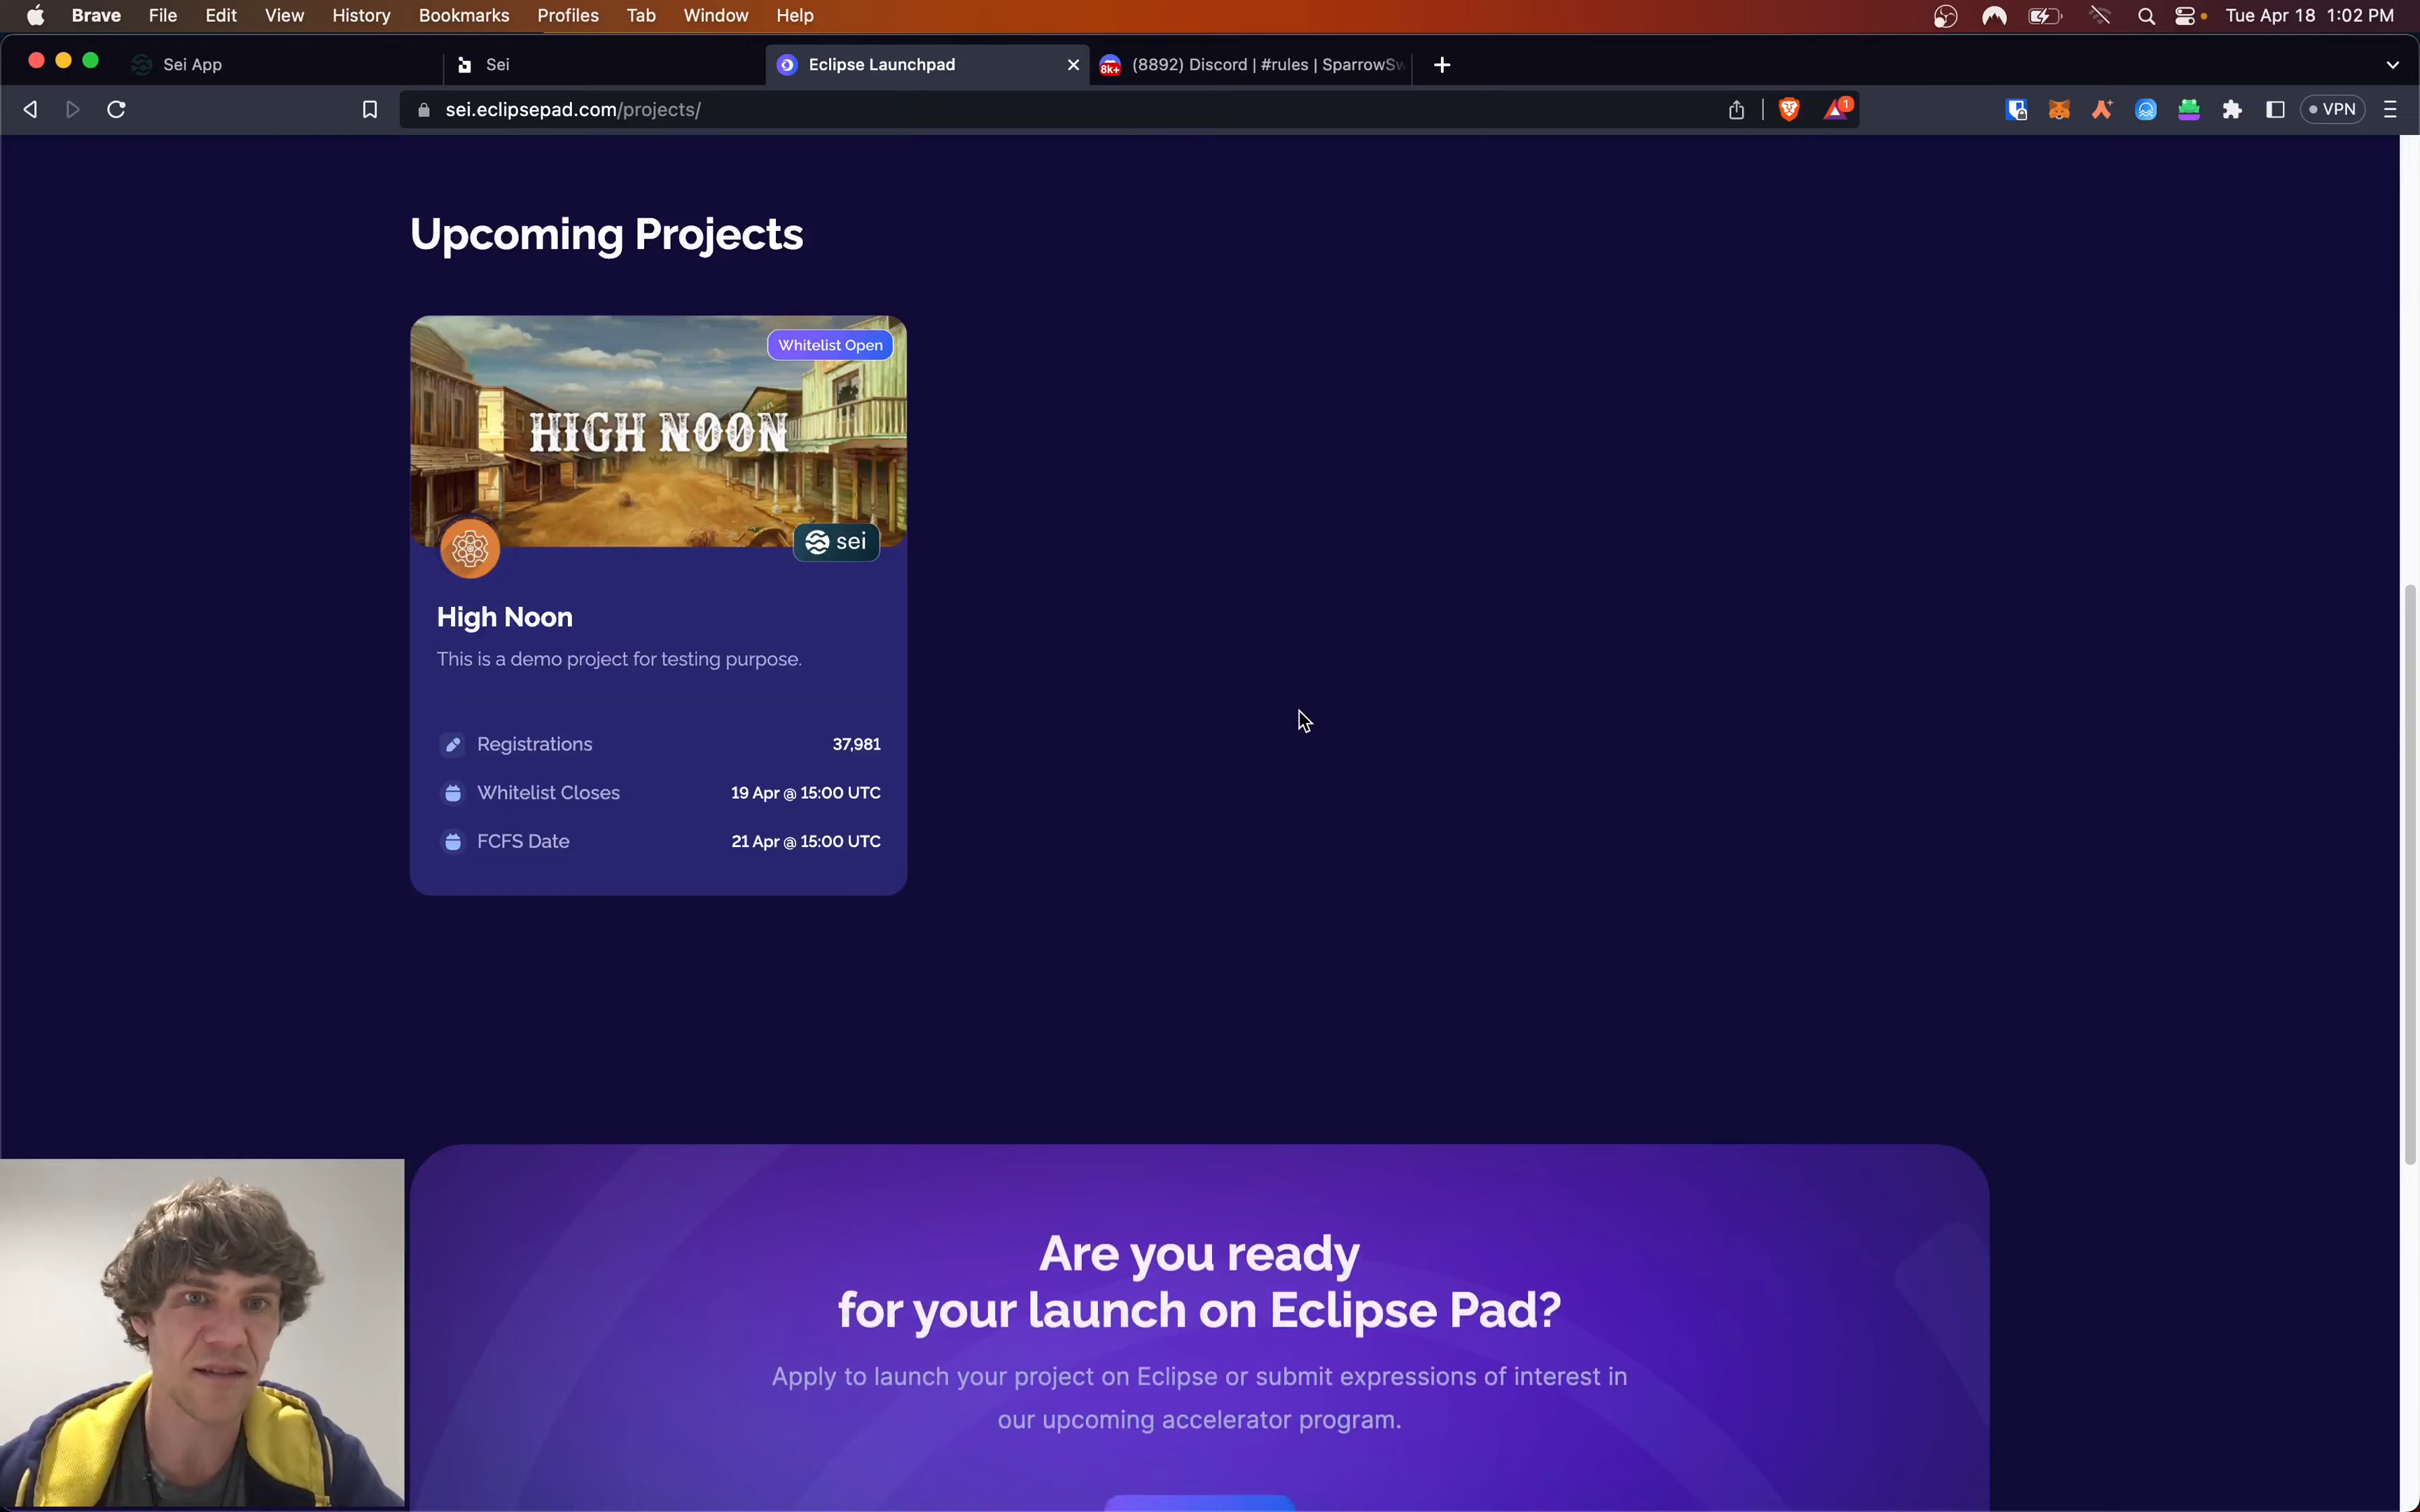 Brave File Edit View History Bookmarks Profiles Tab Window Help
Tue Apr 18 1:02 PM
Sei App
Sei
Eclipse Launchpad
8k+
(8892) Discord | #rules | SparrowSw
sei.eclipsepad.com/projects/
1
VPN
Upcoming Projects
Whitelist Open
HIGH NOON
sei
High Noon
This is a demo project for testing purpose.
Registrations 37,981
Whitelist Closes 19 Apr @ 15:00 UTC
FCFS Date 21 Apr @ 15:00 UTC
Are you ready
for your launch on Eclipse Pad?
Apply to launch your project on Eclipse or submit expressions of interest in
our upcoming accelerator program.